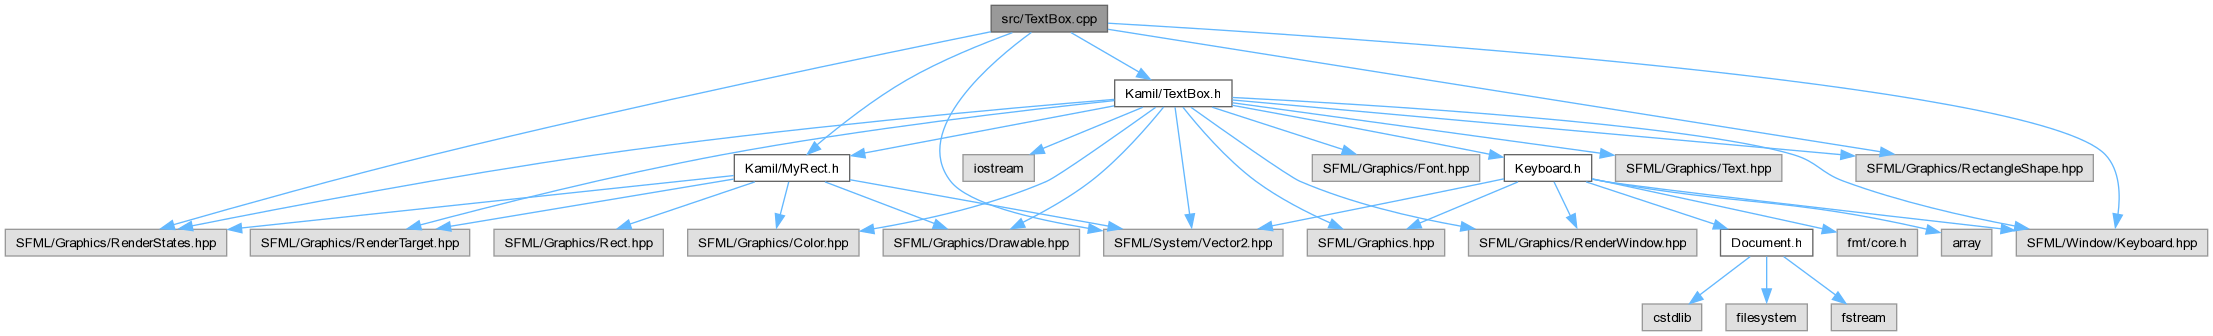 src/TextBox.cpp
Kamil/TextBox.h
Kamil/MyRect.h
iostream
SFML/Graphics/Font.hpp
Keyboard.h
SFML/Graphics/Text.hpp
SFML/Graphics/RectangleShape.hpp
SFML/Graphics/RenderStates.hpp
SFML/Graphics/RenderTarget.hpp
SFML/Graphics/Rect.hpp
SFML/Graphics/Color.hpp
SFML/Graphics/Drawable.hpp
SFML/System/Vector2.hpp
SFML/Graphics.hpp
SFML/Graphics/RenderWindow.hpp
Document.h
fmt/core.h
array
SFML/Window/Keyboard.hpp
cstdlib
filesystem
fstream